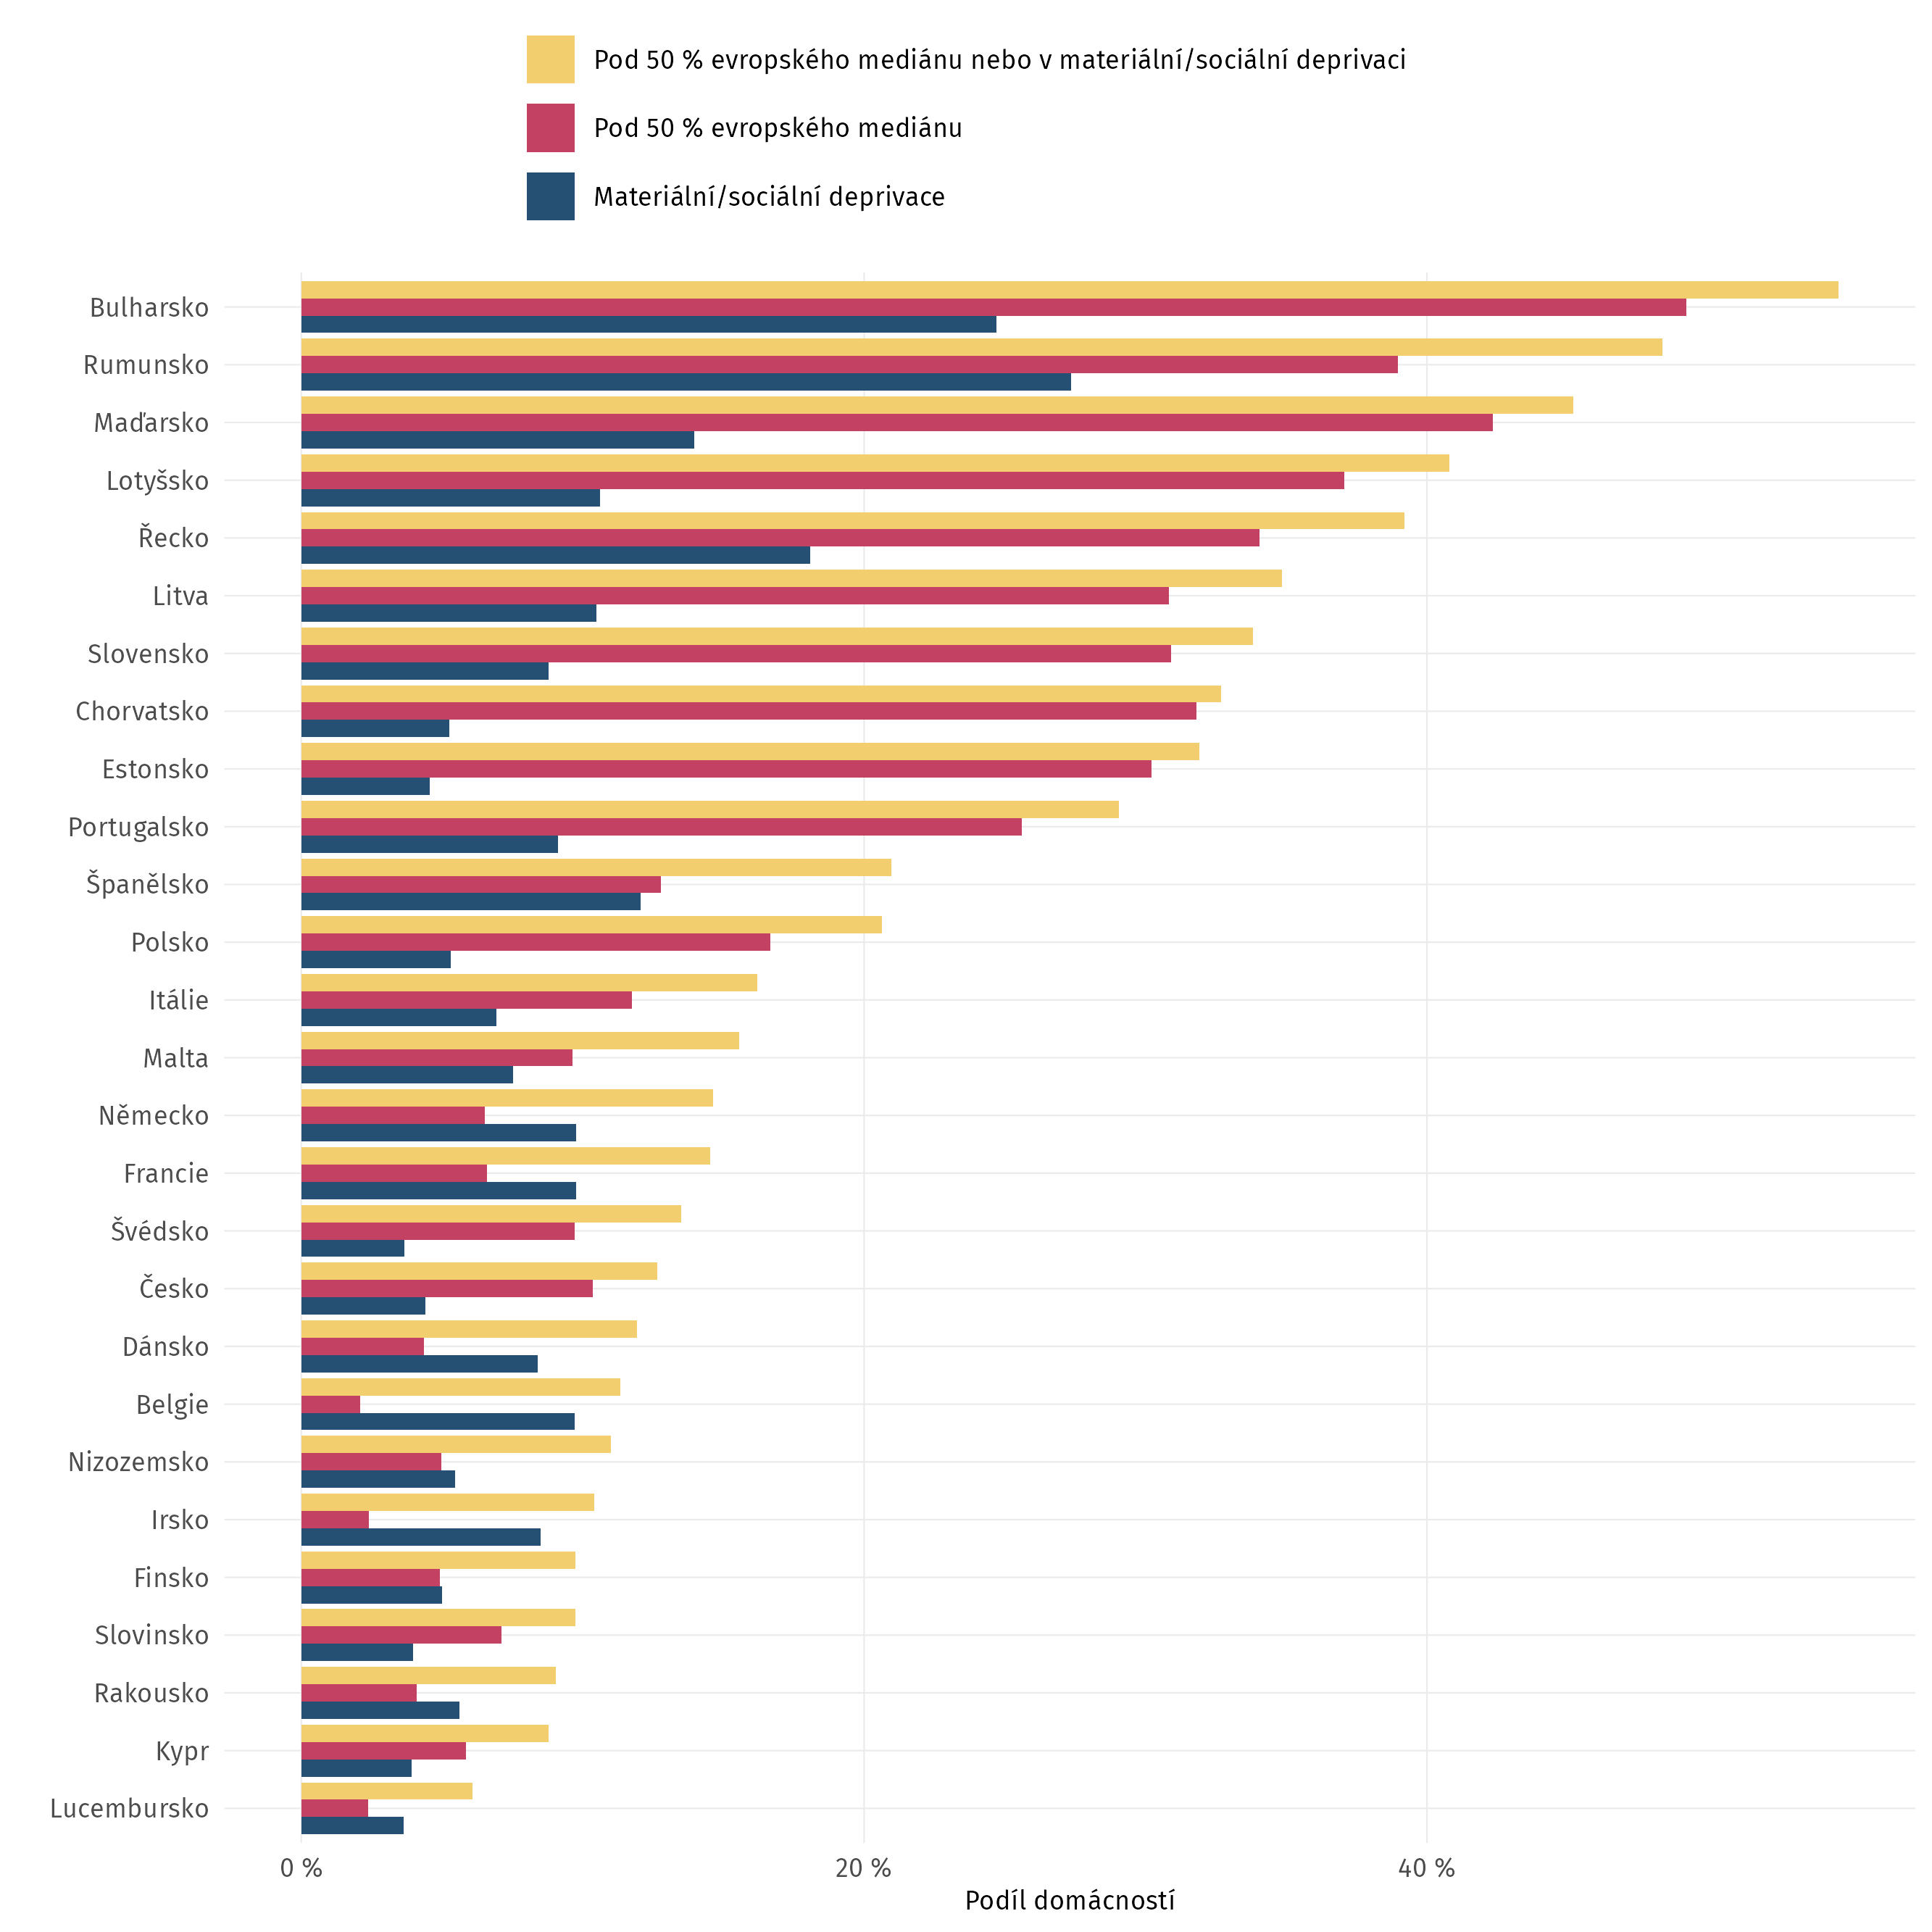 Pod 50 % evropského mediánu nebo v materiální/sociální deprivaci
Pod 50 % evropského mediánu
Materiální/sociální deprivace
Bulharsko
Rumunsko
Maďarsko
Lotyšsko
Řecko
Litva
Slovensko
Chorvatsko
Estonsko
Portugalsko
Španělsko
Polsko
Itálie
Malta
Německo
Francie
Švédsko
Česko
Dánsko
Belgie
Nizozemsko
Irsko
Finsko
Slovinsko
Rakousko
Kypr
Lucembursko
0 % 20 % 40 %
Podíl domácností